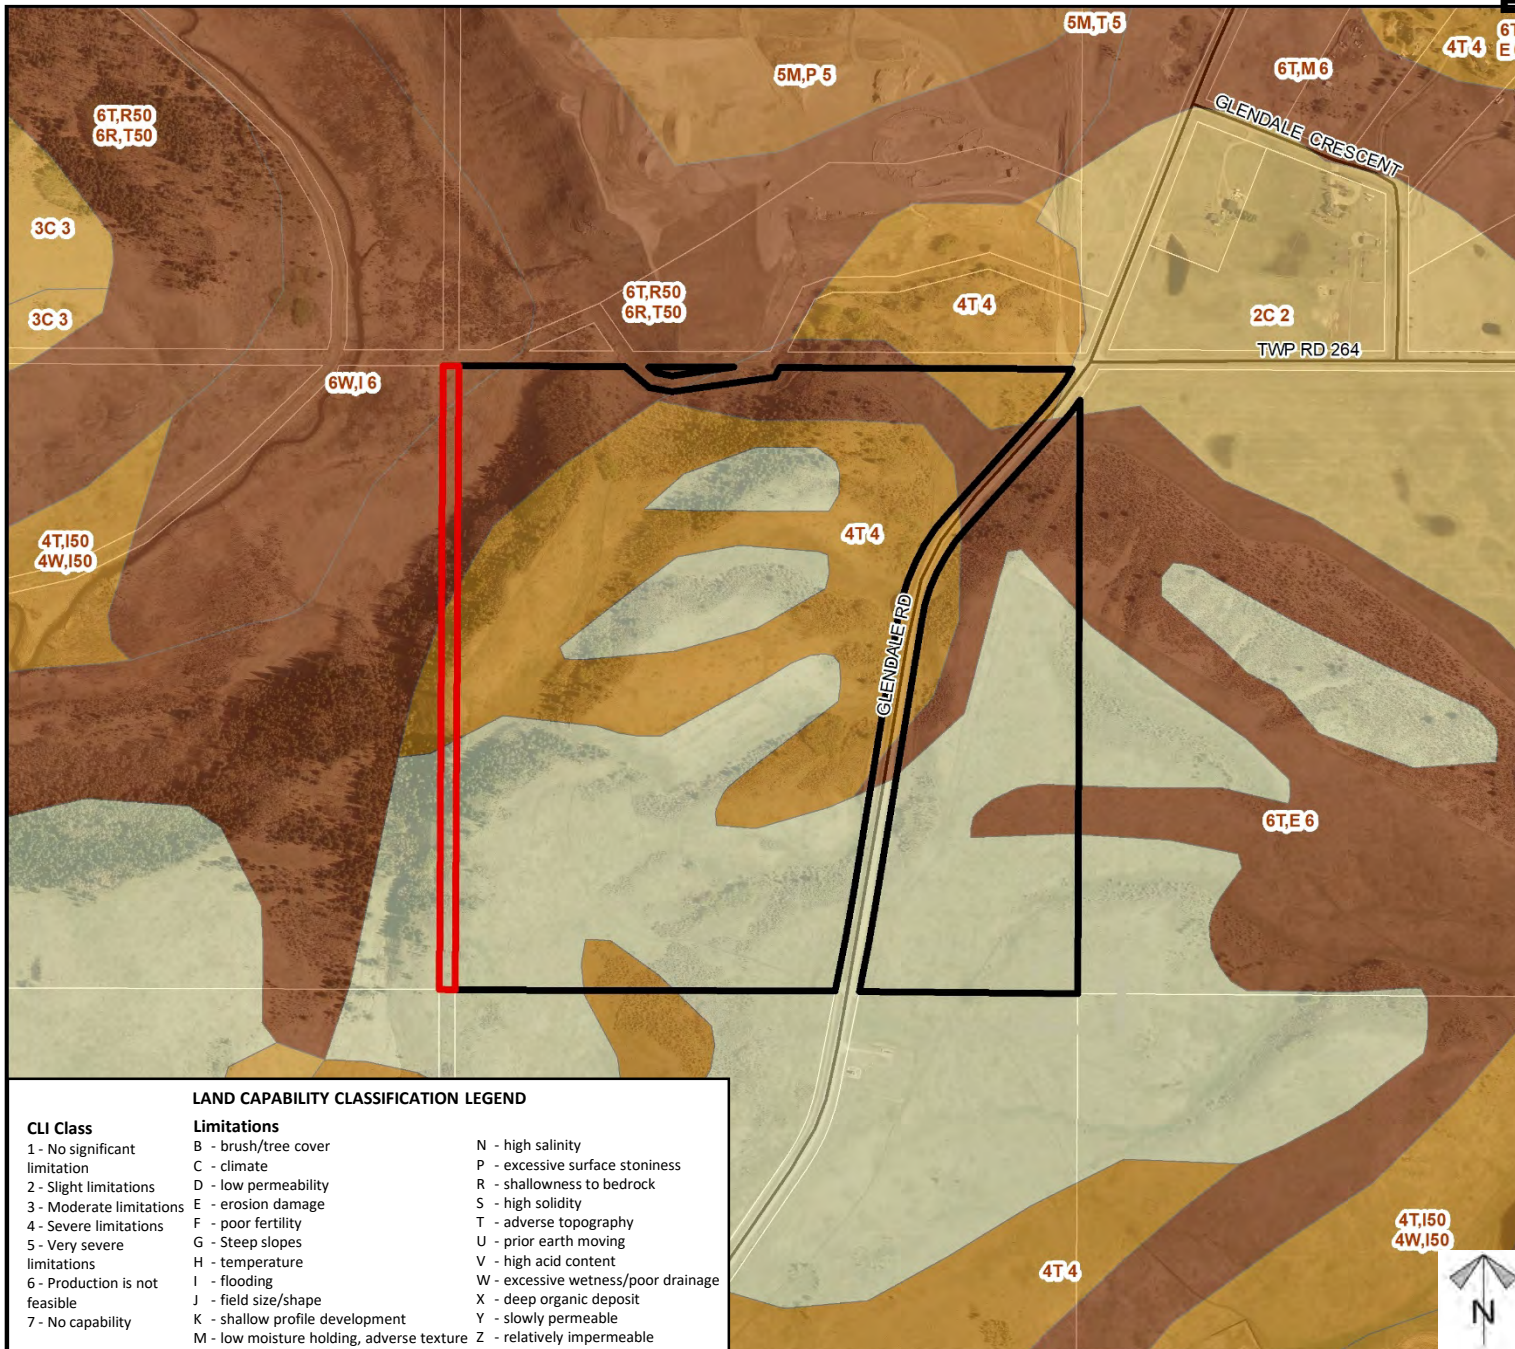 5M,T 5
4T 4
6T
E
5M,P 5
6T,M 6
6T,R50
6R,T50
GLENDALE CRESCENT
3C 3
6T,R50
6R,T50
4T 4
3C 3
2C 2
TWP RD 264
6W,I 6
4T,I50
4W,I50
4T 4
GLENDALE RD
6T,E 6
4T,I50
4W,I50
4T 4
N
LAND CAPABILITY CLASSIFICATION LEGEND
CLI Class
1 - No significant
limitation
2 - Slight limitations
3 - Moderate limitations
4 - Severe limitations
5 - Very severe
limitations
6 - Production is not
feasible
7 - No capability
Limitations
B - brush/tree cover
C - climate
D - low permeability
E - erosion damage
F - poor fertility
G - Steep slopes
H - temperature
I - flooding
J - field size/shape
K - shallow profile development
M - low moisture holding, adverse texture
N - high salinity
P - excessive surface stoniness
R - shallowness to bedrock
S - high solidity
T - adverse topography
U - prior earth moving
V - high acid content
W - excessive wetness/poor drainage
X - deep organic deposit
Y - slowly permeable
Z - relatively impermeable